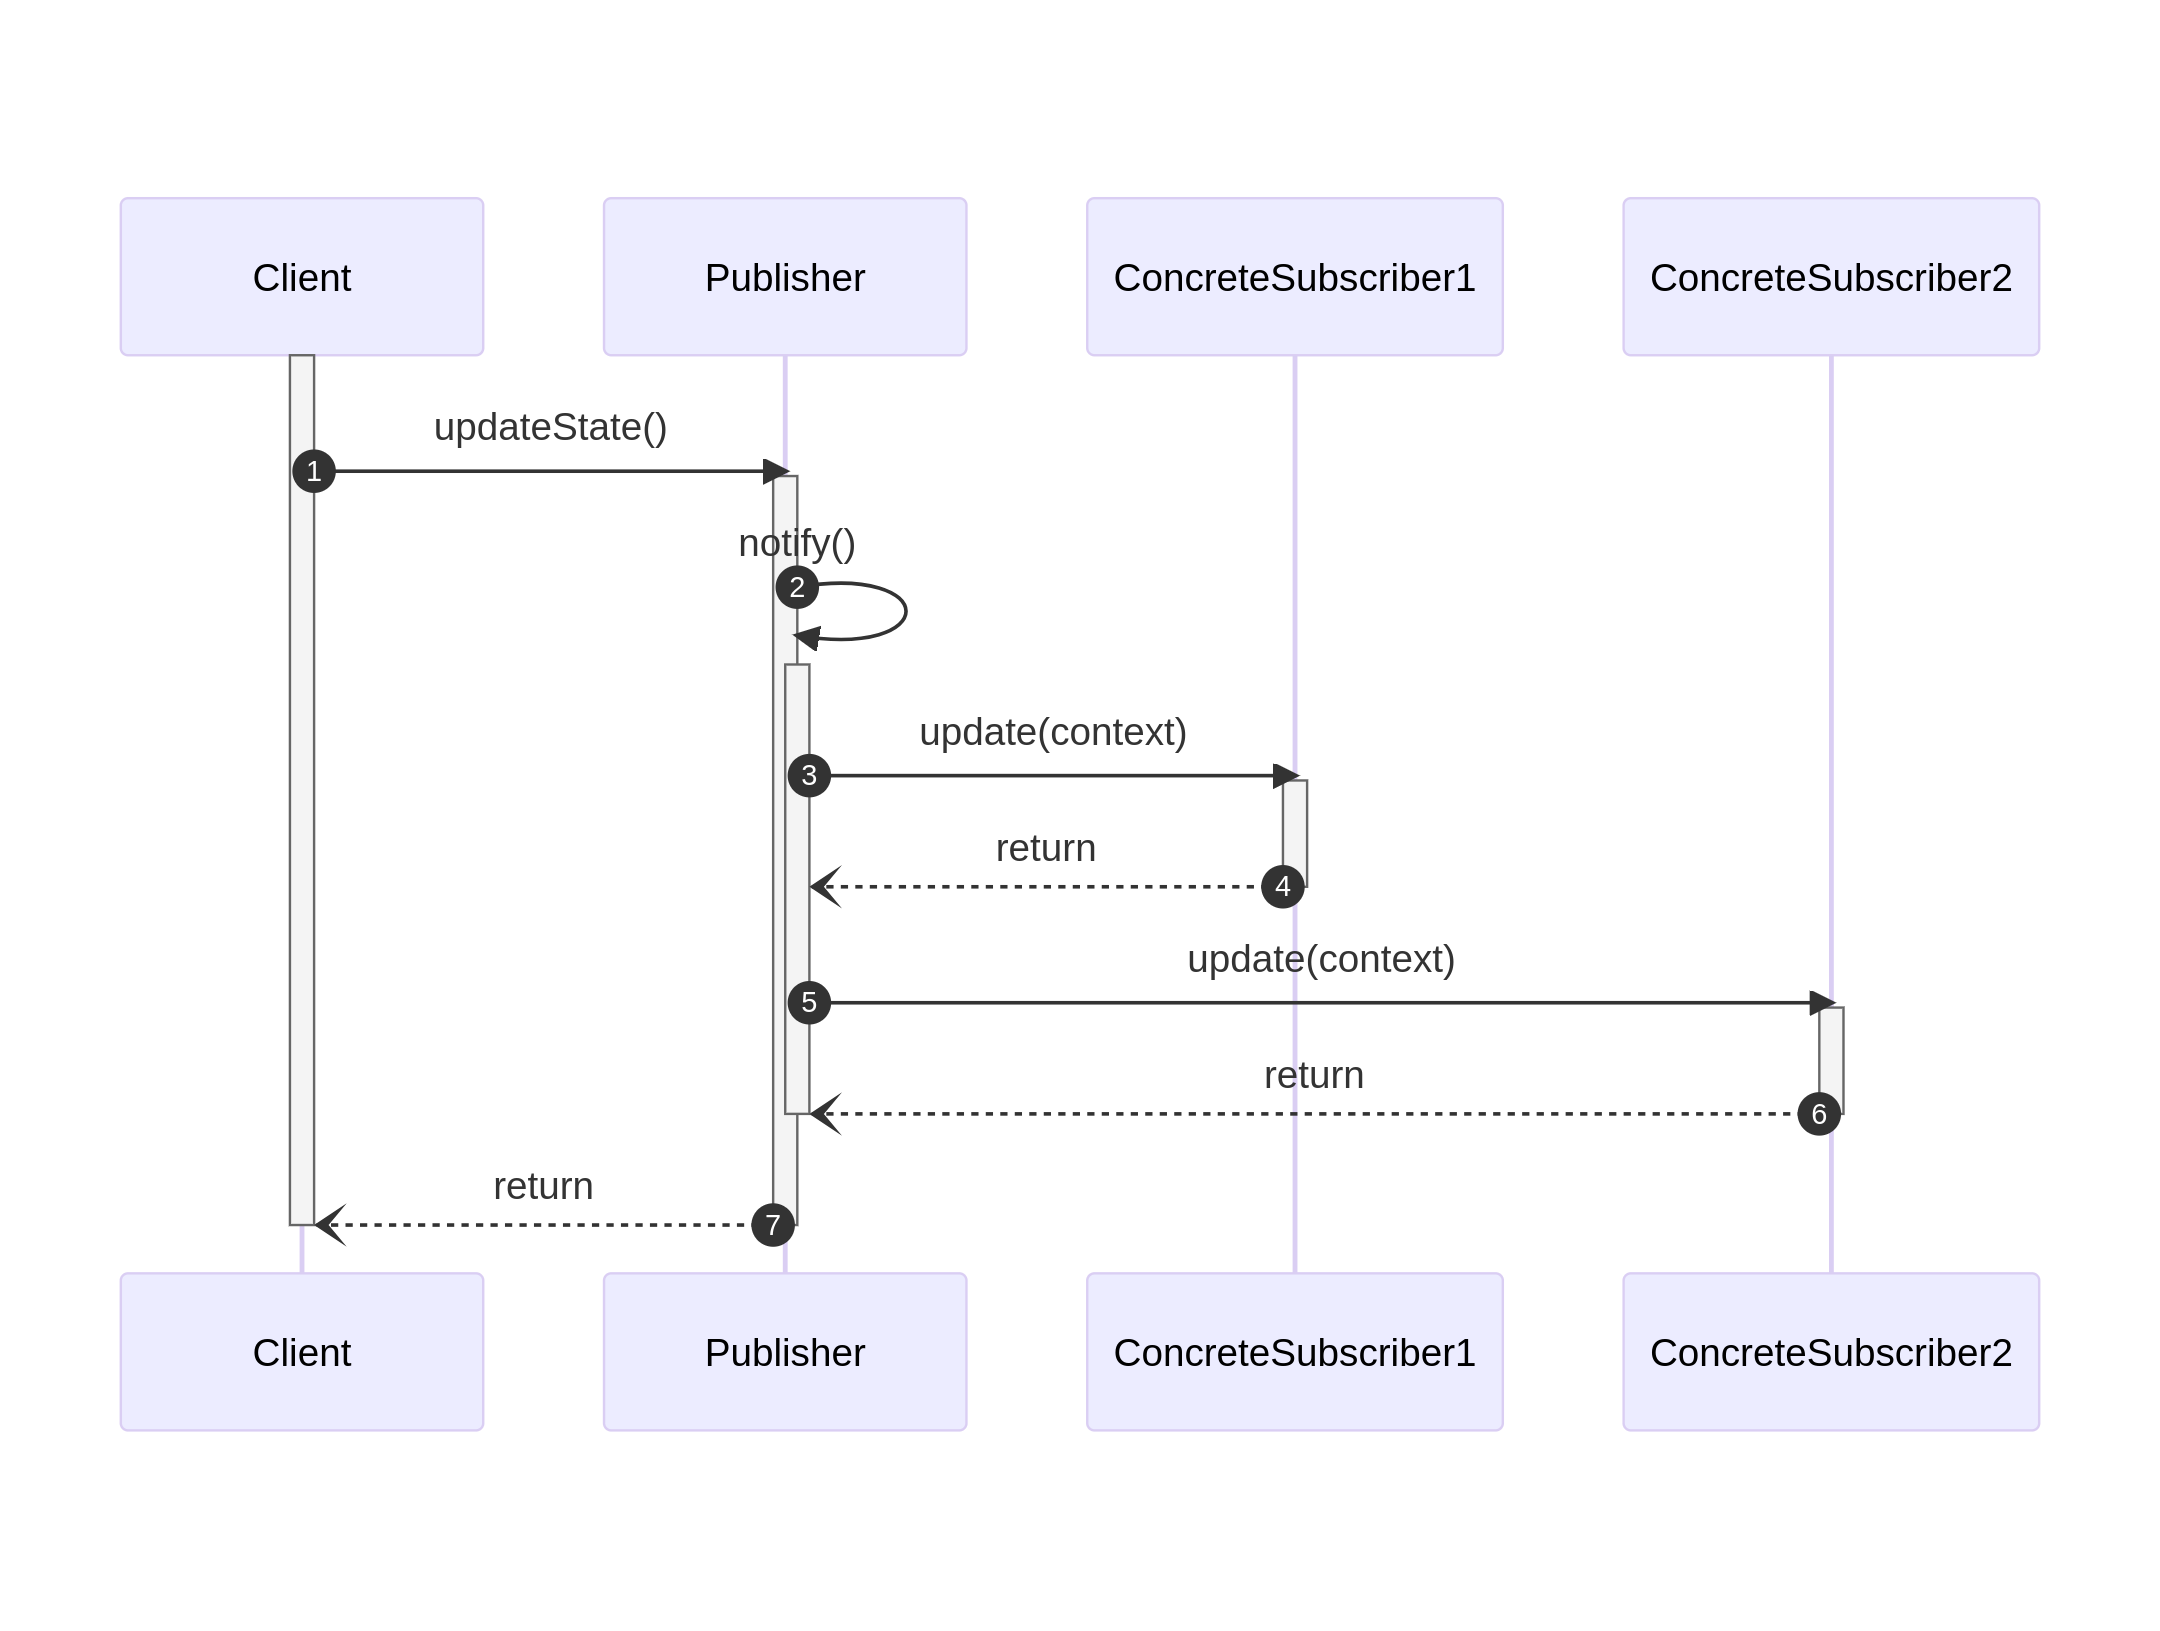 Client
Publisher
ConcreteSubscriber1
ConcreteSubscriber2
updateState()
1
notify()
2
update(context)
3
return
4
update(context)
5
return
6
return
7
Client
Publisher
ConcreteSubscriber1
ConcreteSubscriber2